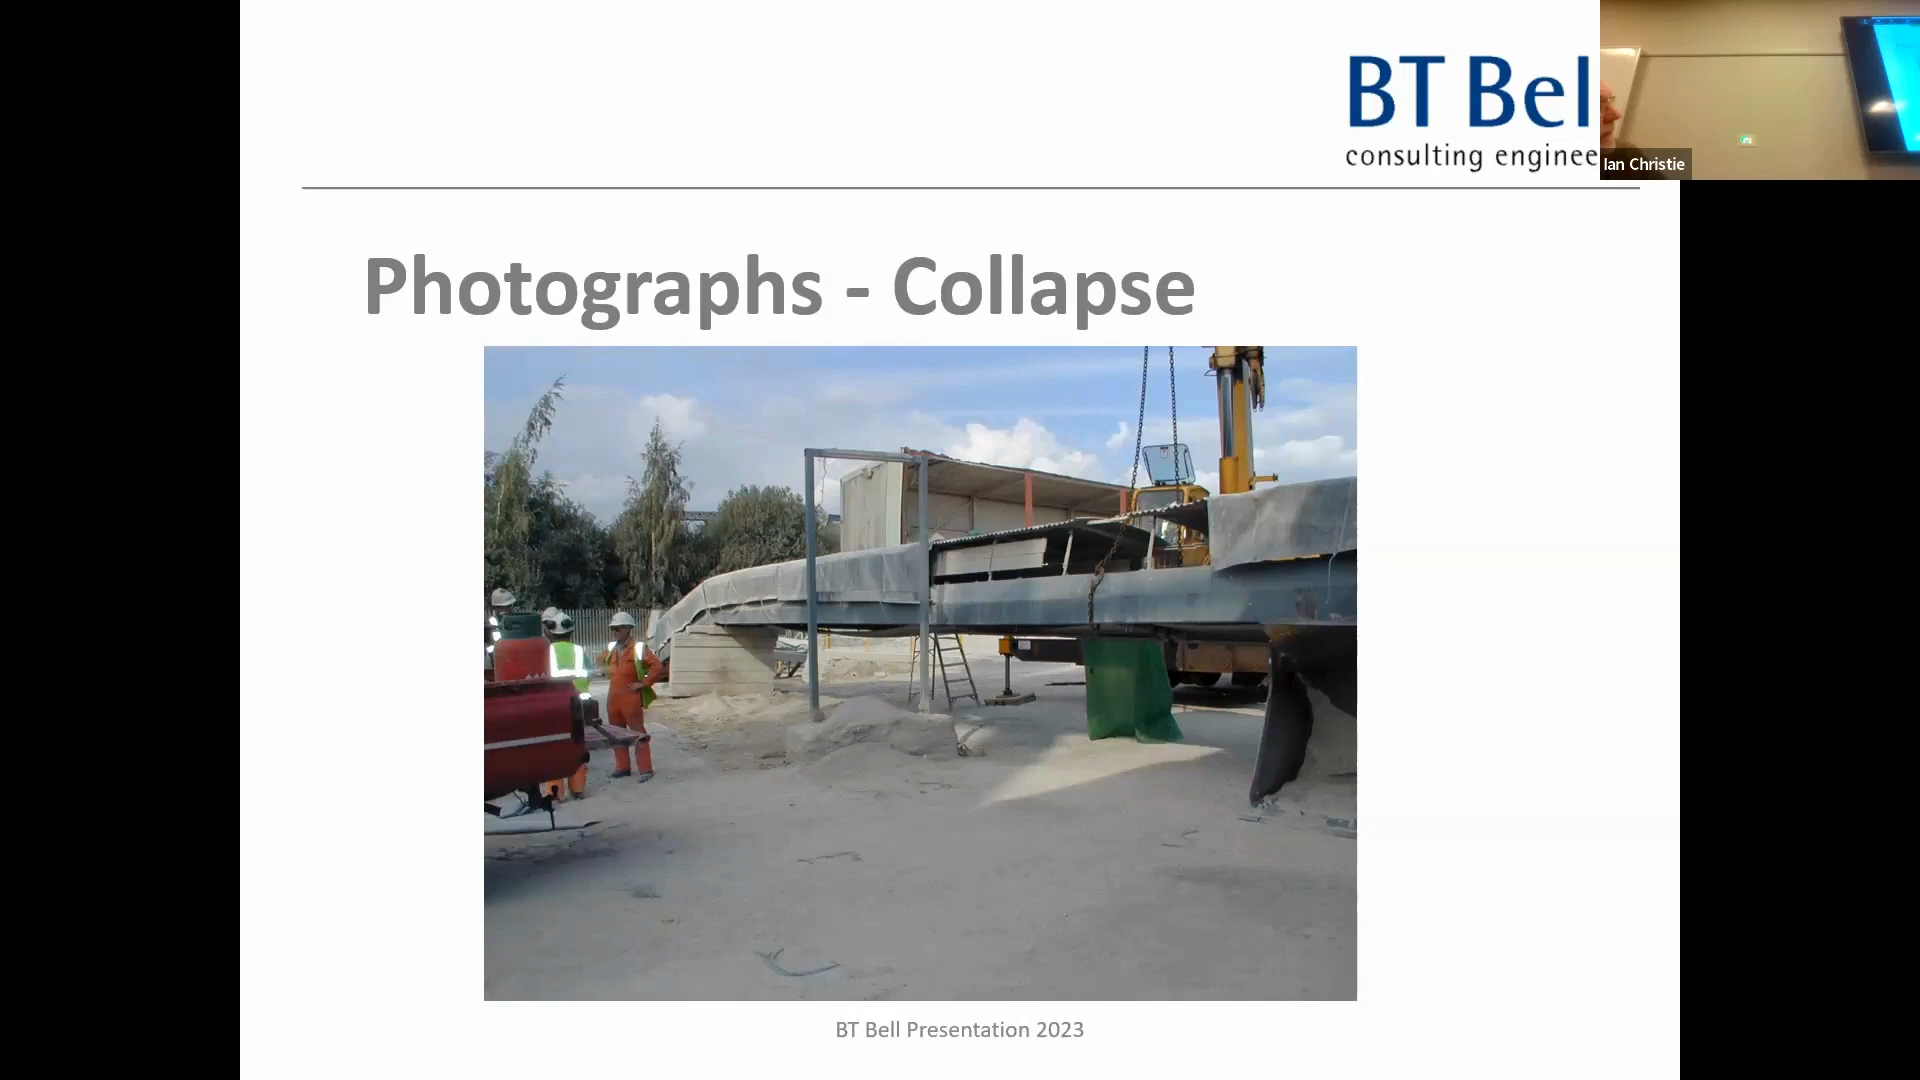 BT Bel
consulting enginee
Ian Christie
Photographs - Collapse
BT Bell Presentation 2023